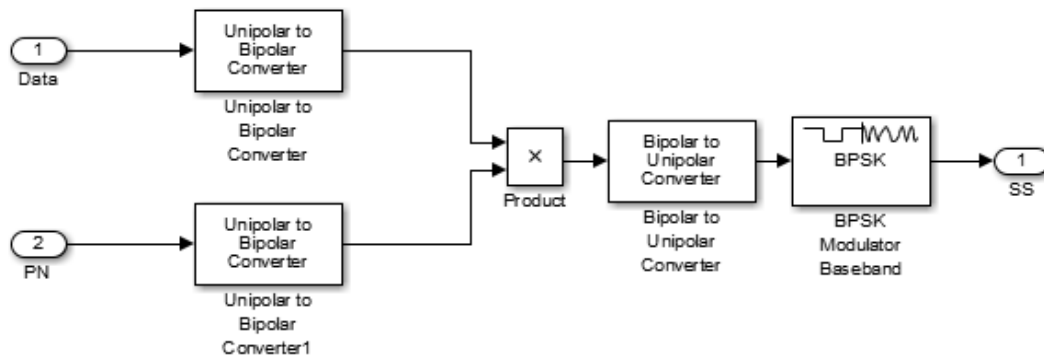 1
Data
Unipolar to
Bipolar
Converter
Unipolar to
Bipolar
Converter
2
PN
Unipolar to
Bipolar
Converter
Unipolar to
Bipolar
Converter1
×
Product
Bipolar to
Unipolar
Converter
Bipolar to
Unipolar
Converter
BPSK
BPSK
Modulator
Baseband
1
SS